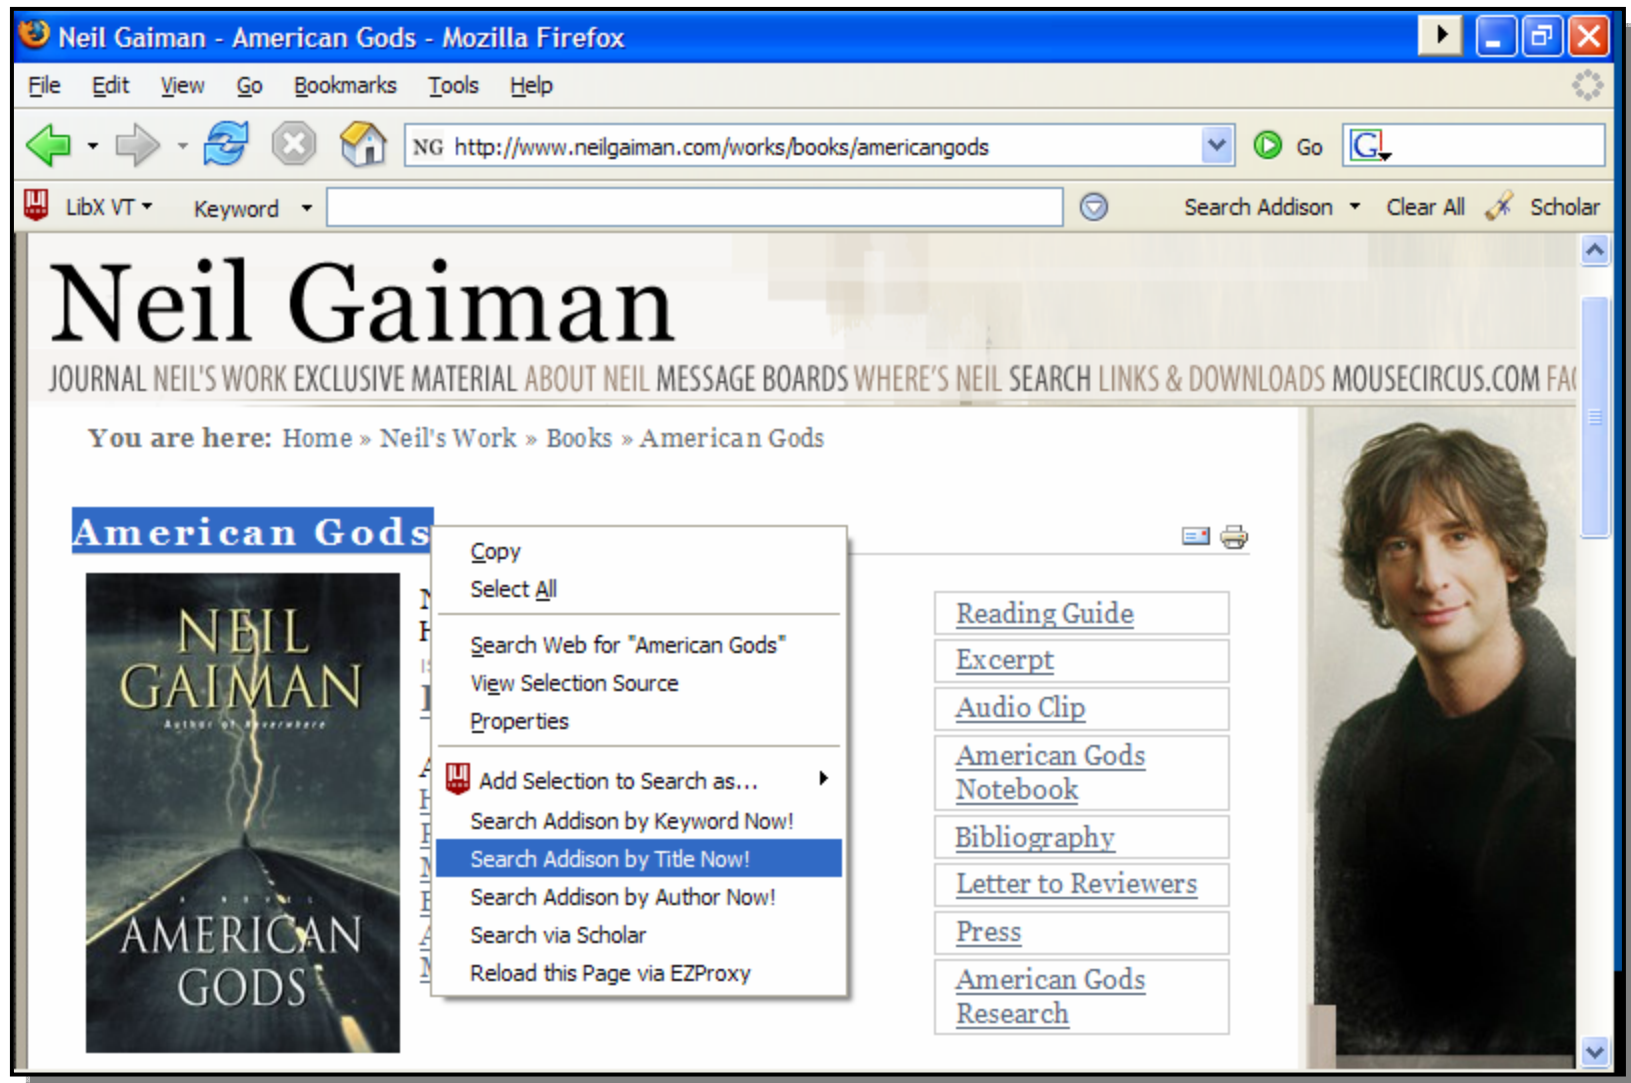 Neil Gaiman - American Gods - Mozilla Firefox
File Edit View Go Bookmarks Tools Help
NG http://www.neilgaiman.com/works/books/americangods Go G
LibX VT Keyword Search Addison Clear All Scholar
Neil Gaiman
JOURNAL NEIL'S WORK EXCLUSIVE MATERIAL ABOUT NEIL MESSAGE BOARDS WHERE'S NEIL SEARCH LINKS & DOWNLOADS MOUSECIRCUS.COM
You are here: Home » Neil's Work » Books » American Gods
American Gods
NEIL
GAIMAN
Author of Neverwhere
A NOVEL
AMERICAN
GODS
Copy
Select All
Search Web for "American Gods"
View Selection Source
Properties
Add Selection to Search as...
Search Addison by Keyword Now!
Search Addison by Title Now!
Search Addison by Author Now!
Search via Scholar
Reload this Page via EZProxy
Reading Guide
Excerpt
Audio Clip
American Gods
Notebook
Bibliography
Letter to Reviewers
Press
American Gods
Research